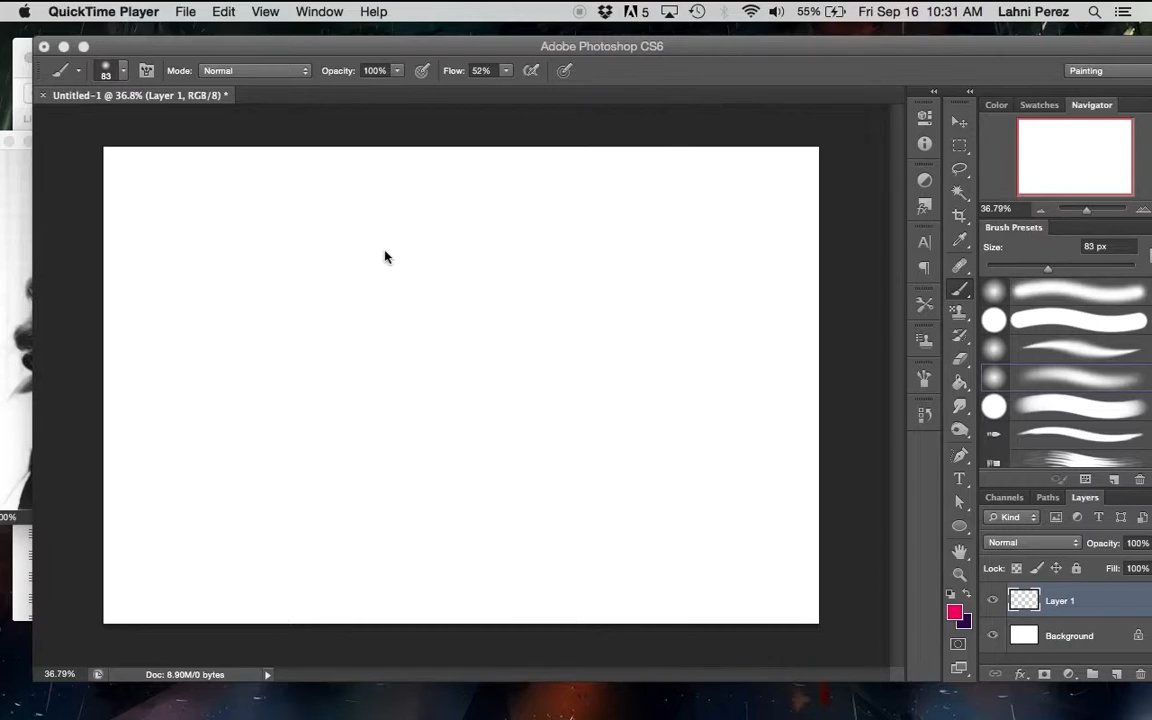 QuickTime Player File Edit View Window Help 5 55% Fri Sep 16 10:31 AM Lahni Perez
Adobe Photoshop CS6
83 Mode: Normal Opacity: 100% Flow: 52% Painting
× Untitled-1 @ 36.8% (Layer 1, RGB/8) *
Color Swatches Navigator
36.79%
Brush Presets
Size: 83 px
A
T
Channels Paths Layers
Kind T
Normal Opacity: 100%
Lock: Fill: 100%
Layer 1
Background
36.79% Doc: 8.90M/0 bytes
fx